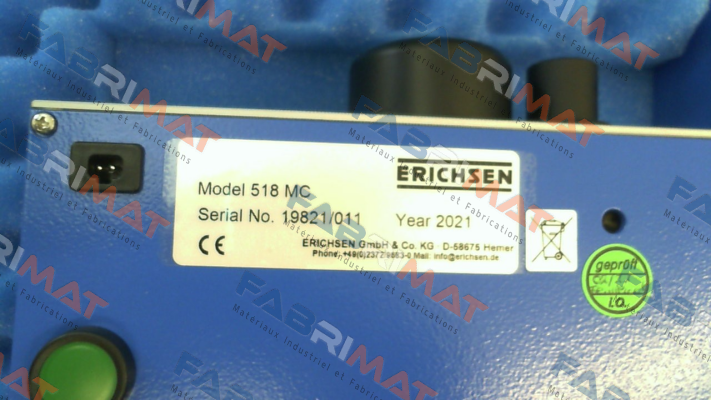 ERICHSEN
Model 518 MC
Serial No. 19821/011 Year 2021
ERICHSEN GmbH & Co. KG D-58675 Hemer
Phone: +49(0)2372/9683-0 Mail: info@erichsen.de
CE
geprüft
I.O.
FABRIMAT
Materiaux Industriel et Fabrications